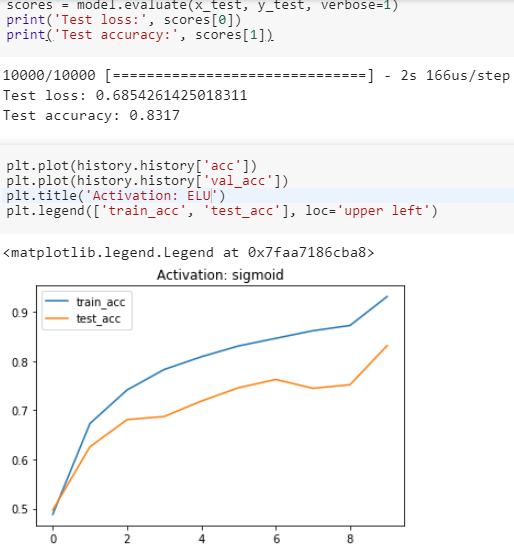 scores = model.evaluate(x_test, y_test, verbose=1)
print('Test loss:', scores[0])
print('Test accuracy:', scores[1])
10000/10000 [==============================] - 2s 166us/step
Test loss: 0.6854261425018311
Test accuracy: 0.8317
plt.plot(history.history['acc'])
plt.plot(history.history['val_acc'])
plt.title('Activation: ELU')
plt.legend(['train_acc', 'test_acc'], loc='upper left')
<matplotlib.legend.Legend at 0x7faa7186cba8>
Activation: sigmoid
train_acc
test_acc
0.9
0.8
0.7
0.6
0.5
0 2 4 6 8